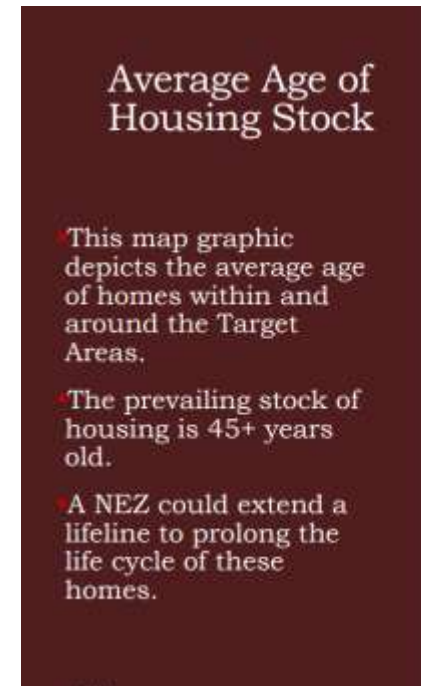 Average Age of
Housing Stock
This map graphic
depicts the average age
of homes within and
around the Target
Areas.
The prevailing stock of
housing is 45+ years
old.
A NEZ could extend a
lifeline to prolong the
life cycle of these
homes.